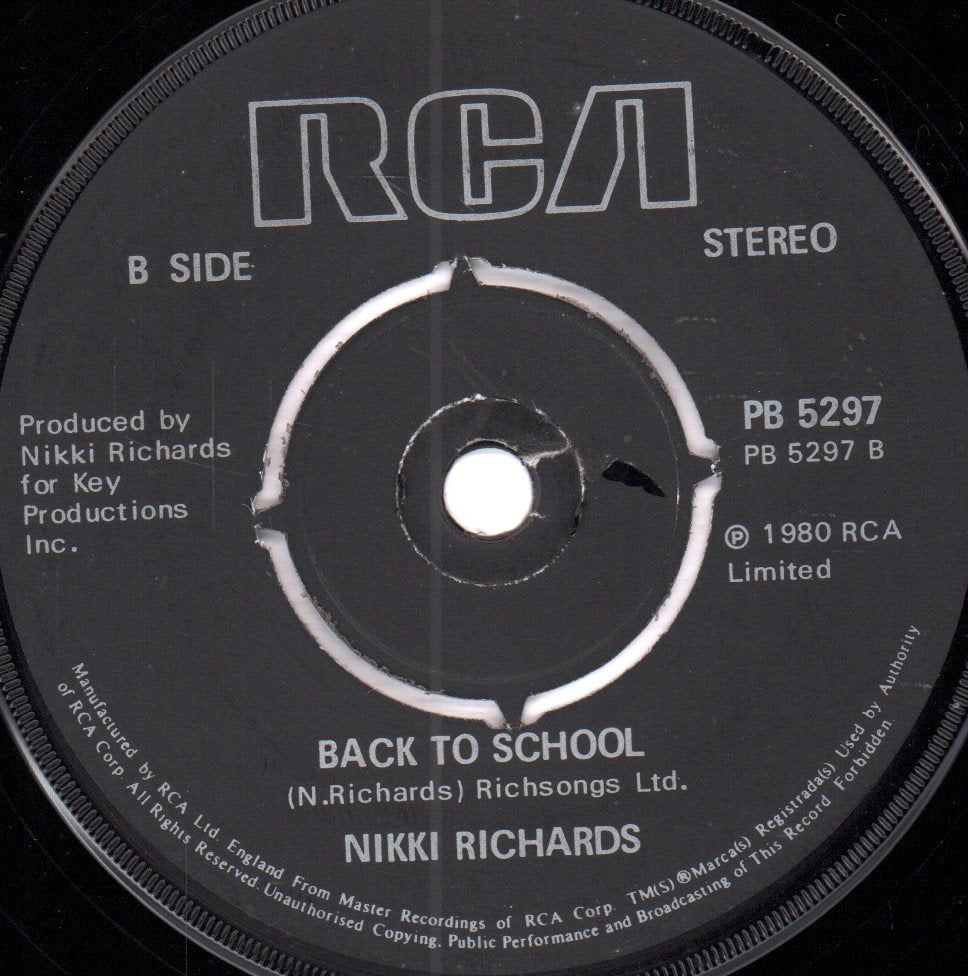 RCA
B SIDE
STEREO
Produced by
Nikki Richards
for Key
Productions
Inc.
PB 5297
PB 5297 B
Ⓟ 1980 RCA
Limited
BACK TO SCHOOL
(N.Richards) Richsongs Ltd.
NIKKI RICHARDS
Manufactured by RCA Ltd. England From Master Recordings of RCA Corp. TM(S)®Marca(s) Registrada(s) Used by Authority
of RCA Corp. All Rights Reserved. Unauthorised Copying, Public Performance and Broadcasting of This Record Forbidden.